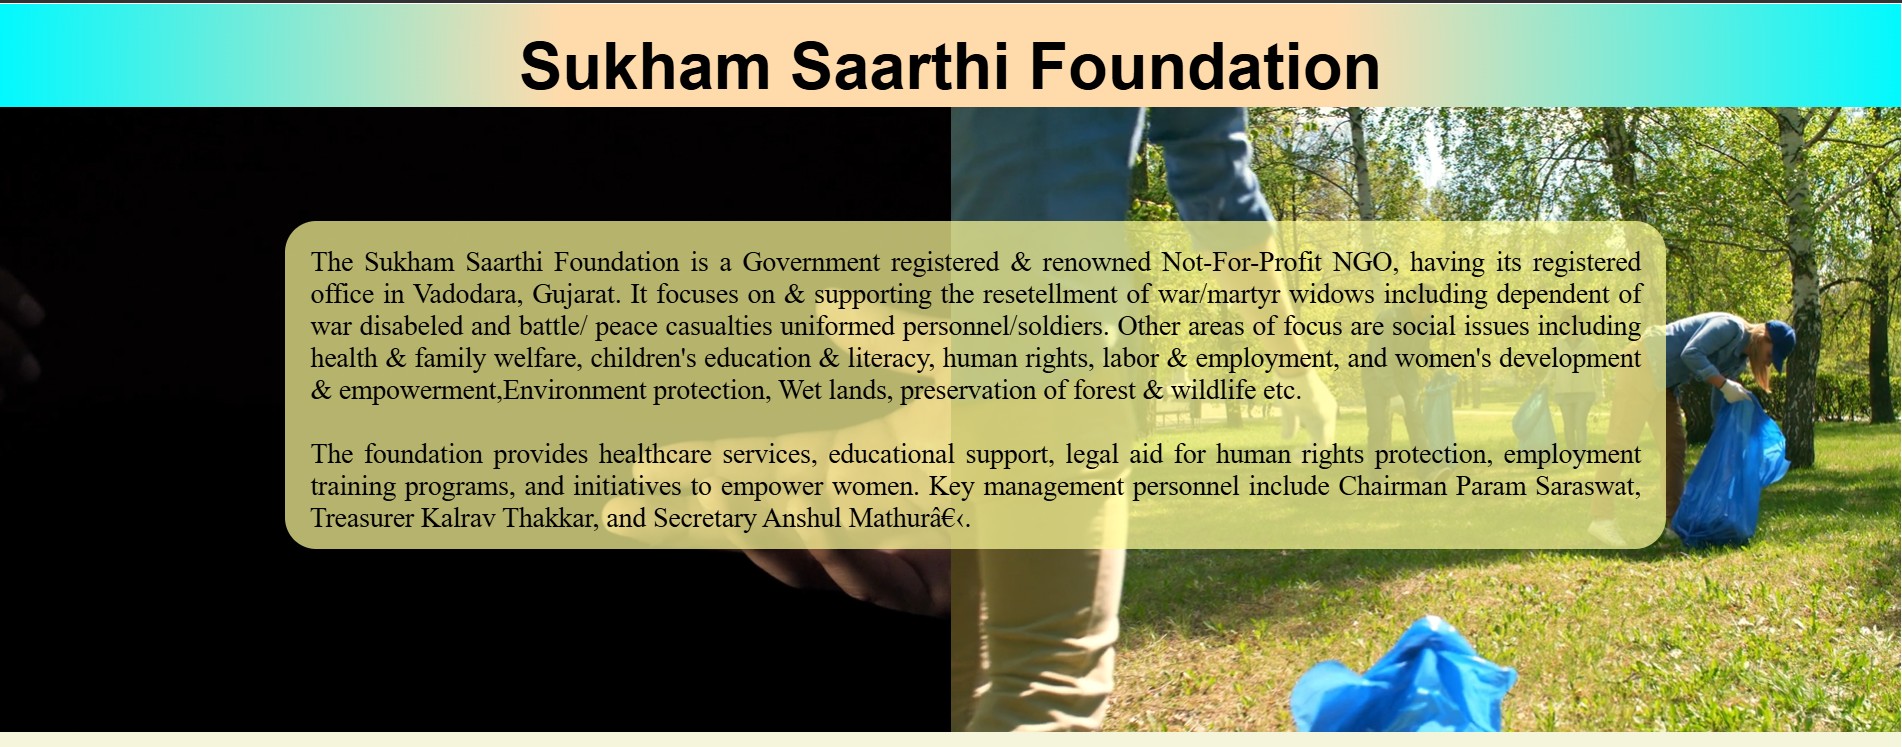 Sukham Saarthi Foundation
The Sukham Saarthi Foundation is a Government registered & renowned Not-For-Profit NGO, having its registered
office in Vadodara, Gujarat. It focuses on & supporting the resetellment of war/martyr widows including dependent of
war disabeled and battle/ peace casualties uniformed personnel/soldiers. Other areas of focus are social issues including
health & family welfare, children's education & literacy, human rights, labor & employment, and women's development
& empowerment,Environment protection, Wet lands, preservation of forest & wildlife etc.
The foundation provides healthcare services, educational support, legal aid for human rights protection, employment
training programs, and initiatives to empower women. Key management personnel include Chairman Param Saraswat,
Treasurer Kalrav Thakkar, and Secretary Anshul Mathurâ€‹.